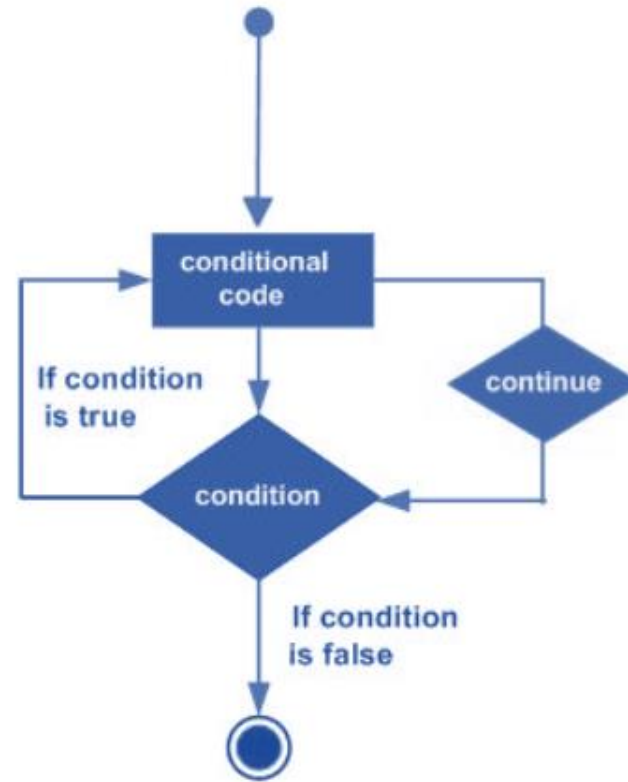 conditional
code
If condition
is true
continue
condition
If condition
is false